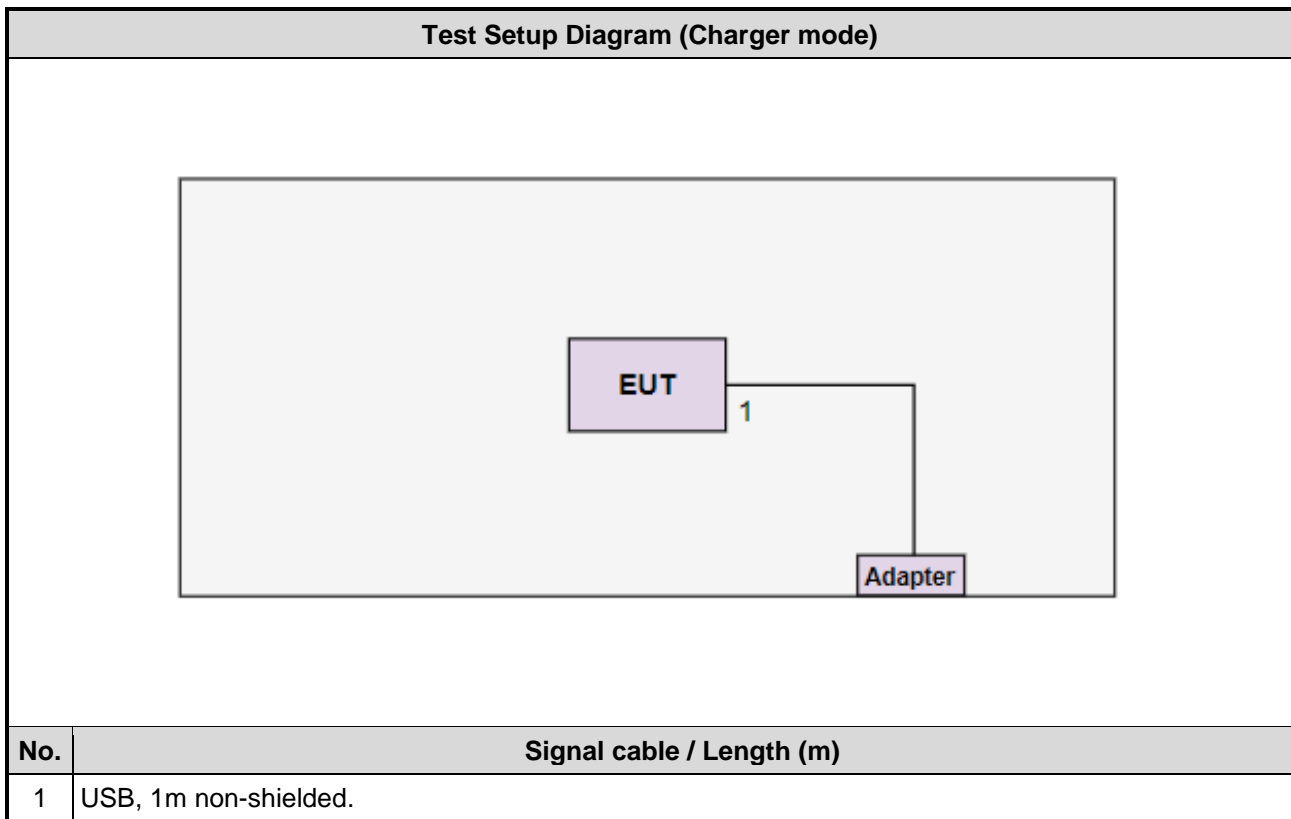 Test Setup Diagram (Charger mode)
EUT
1
Adapter
No. Signal cable / Length (m)
1 USB, 1m non-shielded.